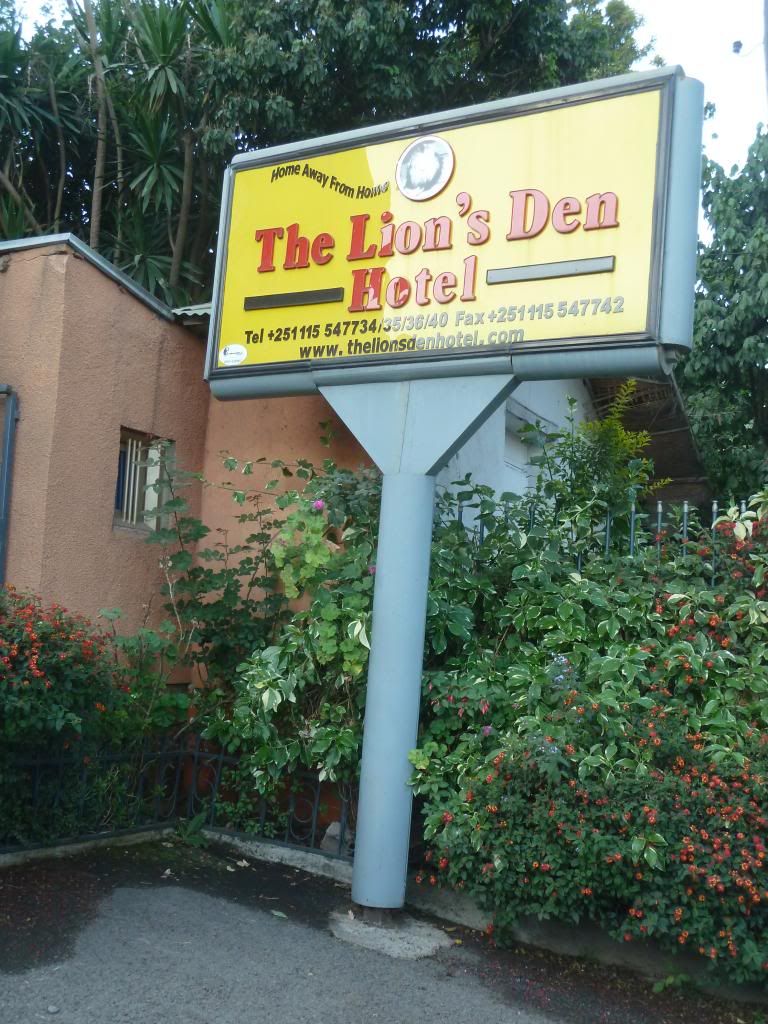 Home Away From Home
The Lion's Den
Hotel
Tel +251115 547734/35/36/40 Fax +251115 547742
www.thelionsdenhotel.com